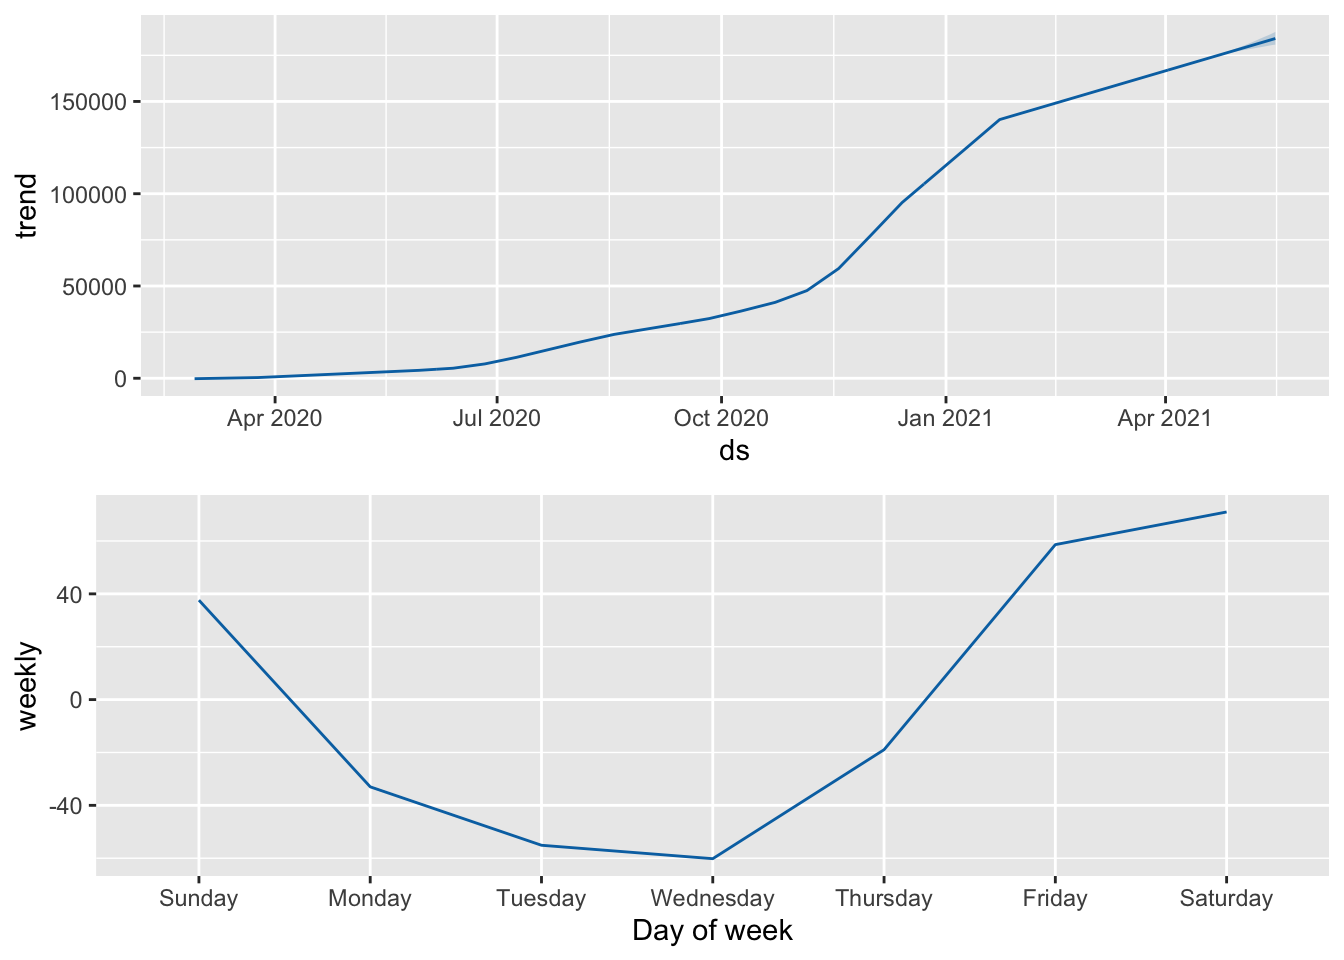 trend
150000
100000
50000
0
Apr 2020 Jul 2020 Oct 2020 Jan 2021 Apr 2021
ds
weekly
40
0
-40
Sunday Monday Tuesday Wednesday Thursday Friday Saturday
Day of week